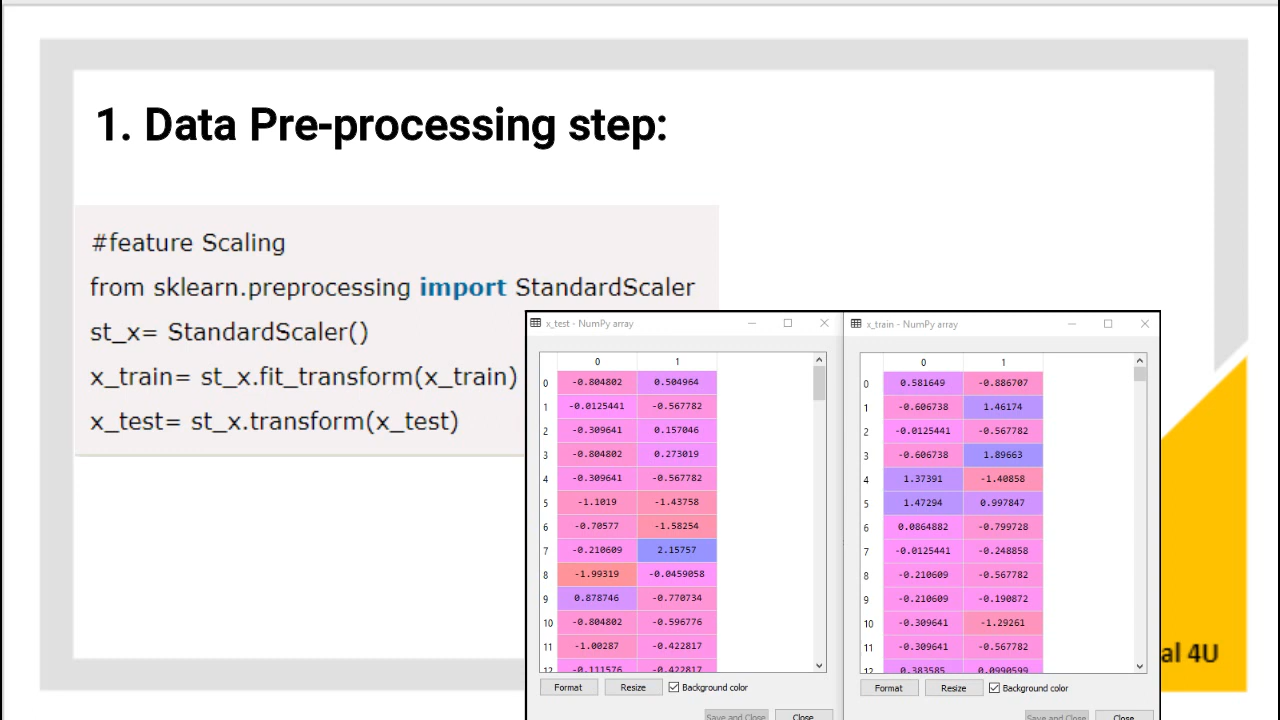 1. Data Pre-processing step:
#feature Scaling
from sklearn.preprocessing import StandardScaler
st_x= StandardScaler()
x_train= st_x.fit_transform(x_train)
x_test= st_x.transform(x_test)
x_test - NumPy array
0 1
0 -0.804802 0.504964
1 -0.0125441 -0.567782
2 -0.309641 0.157046
3 -0.804802 0.273019
4 -0.309641 -0.567782
5 -1.1019 -1.43758
6 -0.70577 -1.58254
7 -0.210609 2.15757
8 -1.99319 -0.0459058
9 0.878746 -0.770734
10 -0.804802 -0.596776
11 -1.00287 -0.422817
12 -0.111576 -0.422817
Format Resize Background color
Save and Close Close
x_train - NumPy array
0 1
0 0.581649 -0.886707
1 -0.606738 1.46174
2 -0.0125441 -0.567782
3 -0.606738 1.89663
4 1.37391 -1.40858
5 1.47294 0.997847
6 0.0864882 -0.799728
7 -0.0125441 -0.248858
8 -0.210609 -0.567782
9 -0.210609 -0.190872
10 -0.309641 -1.29261
11 -0.309641 -0.567782
12 0.383585 0.0990599
Format Resize Background color
Save and Close Close
al 4U